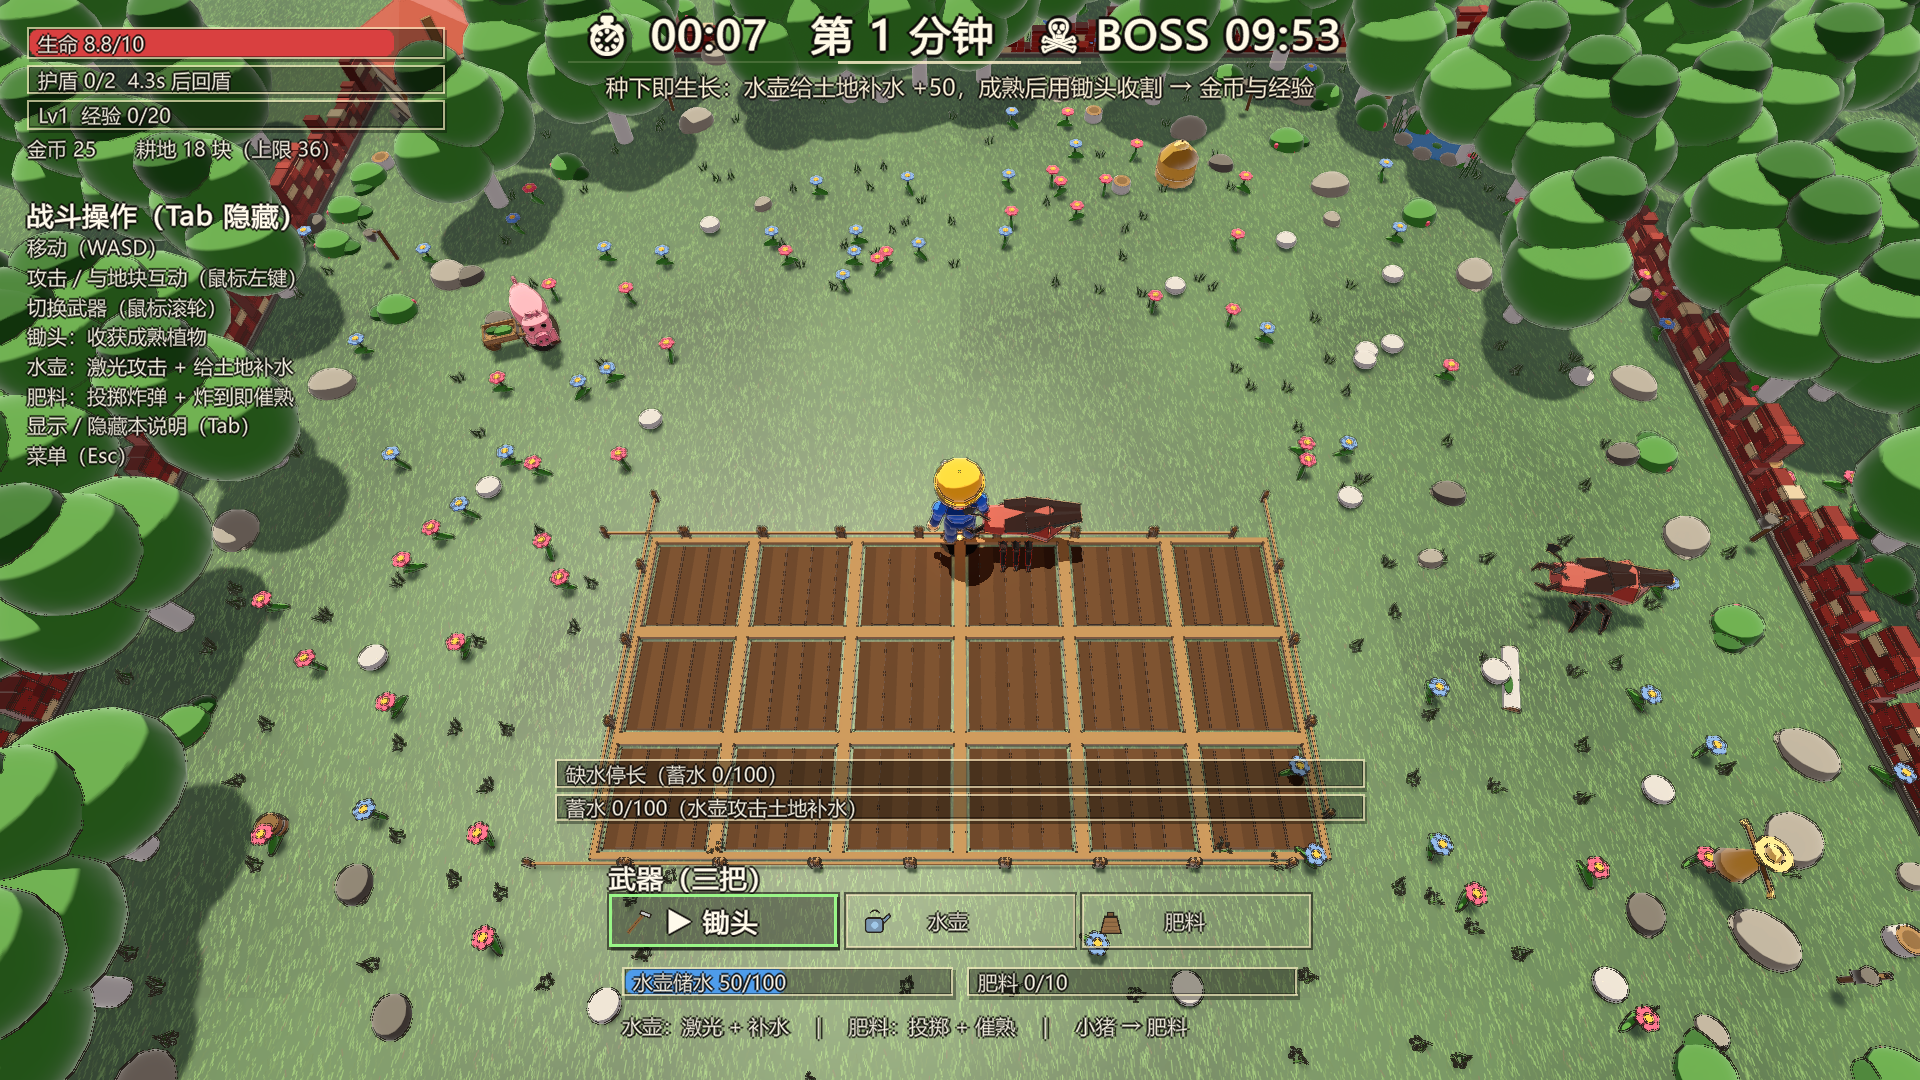 00:07 第 1 分钟 BOSS 09:53
种下即生长：水壶给土地补水 +50，成熟后用锄头收割 → 金币与经验
生命 8.8/10
护盾 0/2 4.3s 后回盾
Lv1 经验 0/20
金币 25 耕地 18 块（上限 36）
战斗操作（Tab 隐藏）
移动（WASD）
攻击 / 与地块互动（鼠标左键）
切换武器（鼠标滚轮）
锄头：收获成熟植物
水壶：激光攻击 + 给土地补水
肥料：投掷炸弹 + 炸到即催熟
显示 / 隐藏本说明（Tab）
菜单（Esc）
缺水停长（蓄水 0/100）
蓄水 0/100（水壶攻击土地补水）
武器（三把）
▶ 锄头 水壶 肥料
水壶储水 50/100 肥料 0/10
水壶：激光 + 补水 | 肥料：投掷 + 催熟 | 小猪 → 肥料